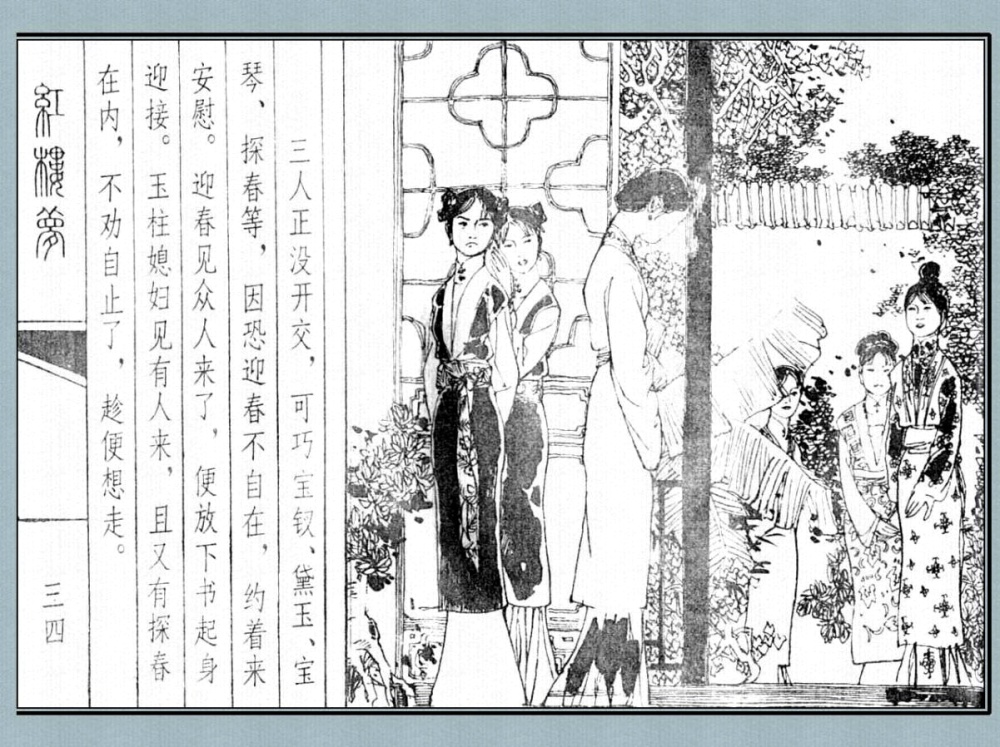 三人正没开交，可巧宝钗、黛玉、宝
琴、探春等，因恐迎春不自在，约着来
安慰。迎春见众人来了，便放下书起身
迎接。玉柱媳妇见有人来，且又有探春
在内，不劝自止了，趁便想走。
紅樓夢
三四